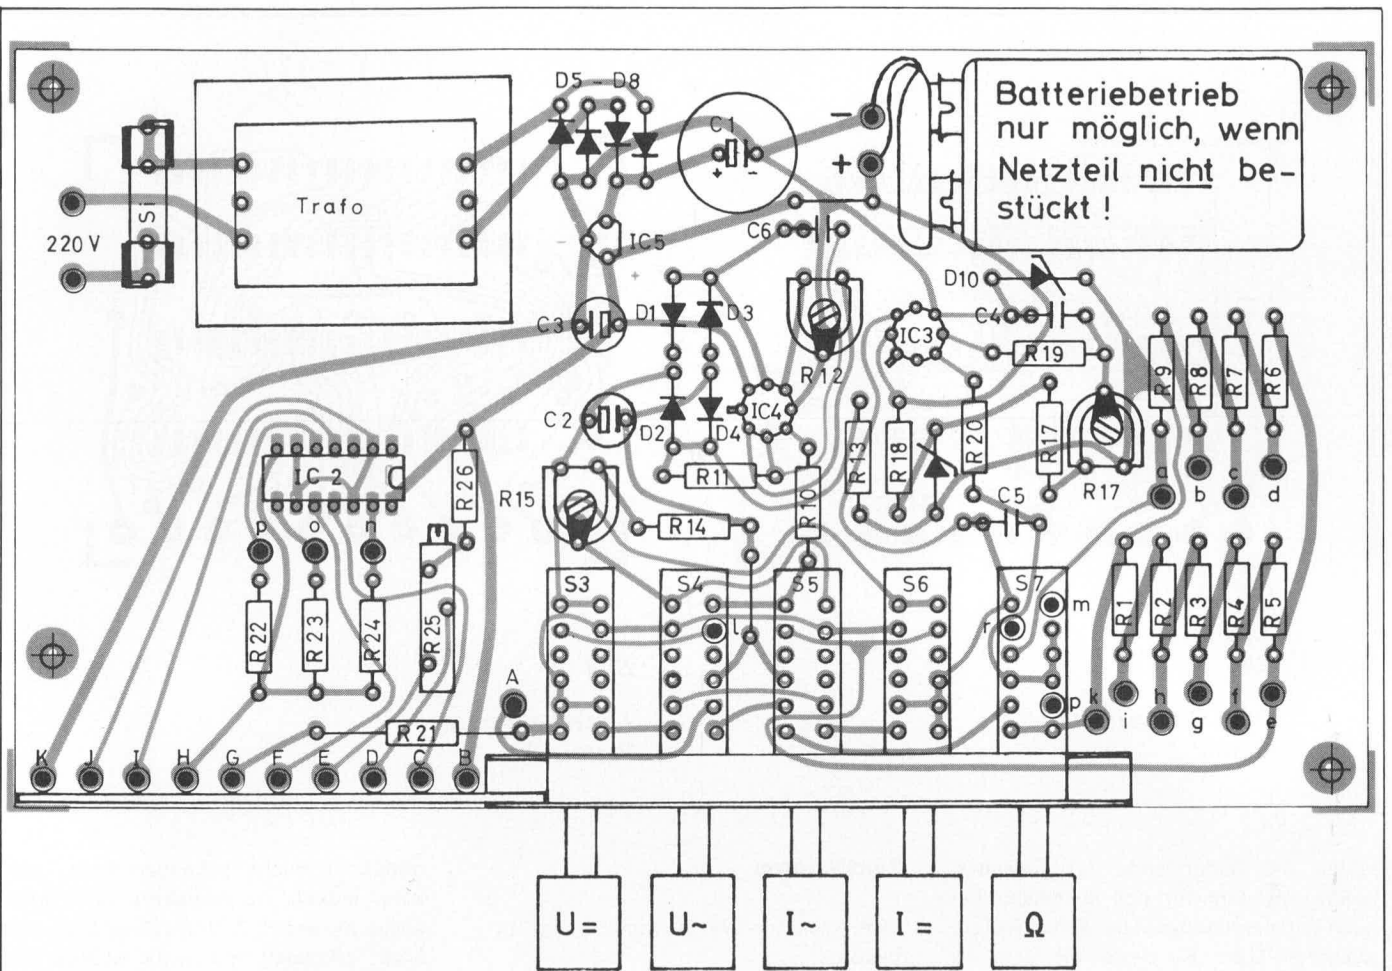 D5 - D8
C1
+
-
-
+
Batteriebetrieb
nur möglich, wenn
Netzteil nicht be-
stückt !
Si
Trafo
220 V
IC5
C6
D10
C3
D1
D3
C4
IC3
R19
R12
R9
R8
R7
R6
C2
D2
D4
IC4
R20
R17
R13
R18
R11
R10
R17
IC 2
R26
R15
R14
C5
a
b
c
d
p
o
n
S3
S4
S5
S6
S7
m
l
r
R22
R23
R24
R25
R1
R2
R3
R4
R5
A
p
k
i
h
g
f
e
R21
K
J
I
H
G
F
E
D
C
B
U=
U~
I~
I=
Ω